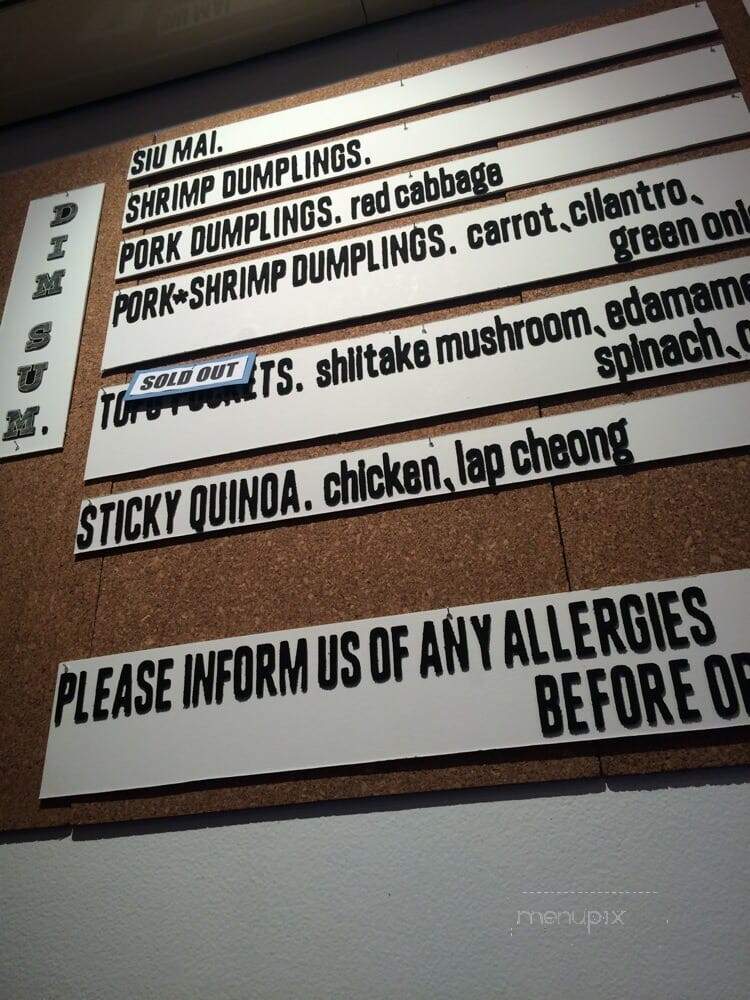 DIM SUM.
SIU MAI.
SHRIMP DUMPLINGS.
PORK DUMPLINGS. red cabbage
PORK*SHRIMP DUMPLINGS. carrot、cilantro、
green
SOLD OUT
shiitake mushroom、edamame
spinach、
STICKY QUINOA. chicken、lap cheong
PLEASE INFORM US OF ANY ALLERGIES
BEFORE
menupix